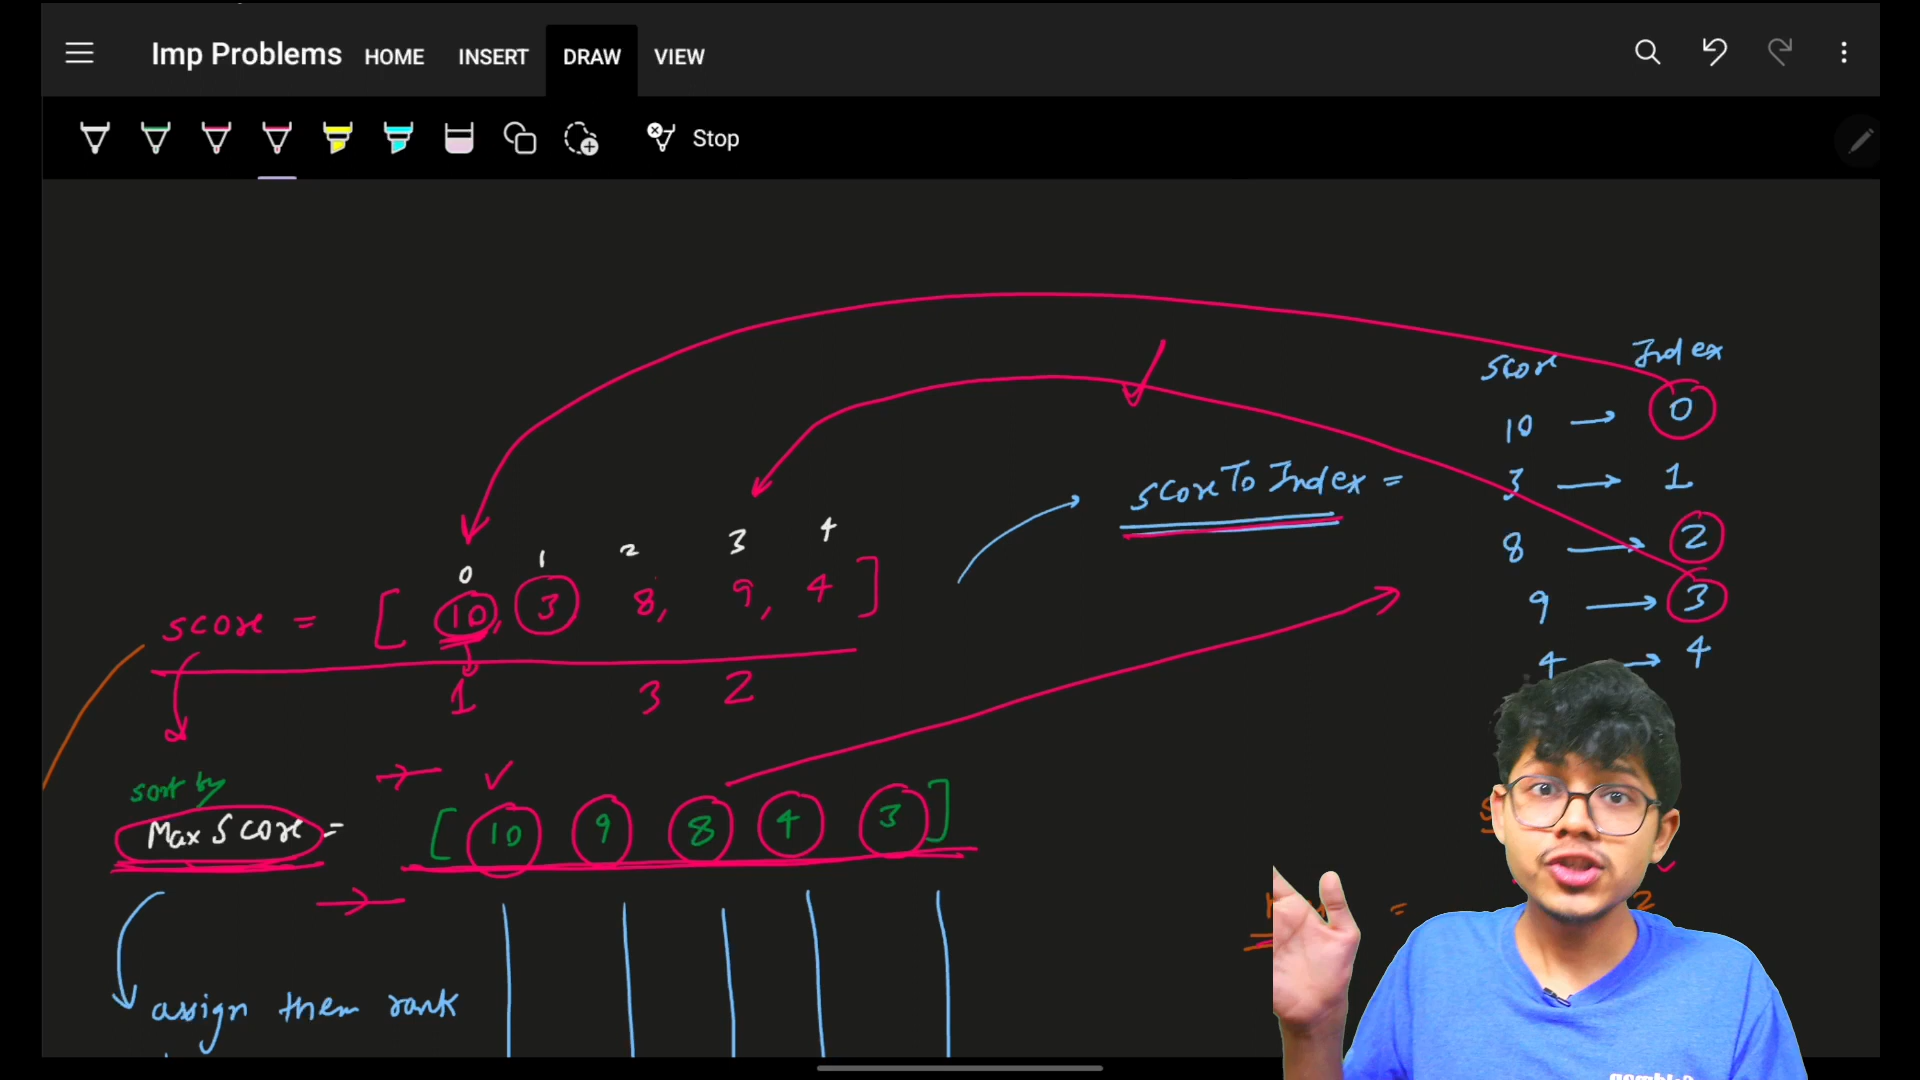 Imp Problems HOME INSERT DRAW VIEW
Stop
Score Index
10 → 0
ScoreToIndex = 3 → 1
8 → 2
9 → 3
4 → 4
0 1 2 3 4
score = [ 10, 3 8, 9, 4 ]
1 3 2
sort by
Max Score = [ 10 9 8 4 3 ]
= 2
assign them rank